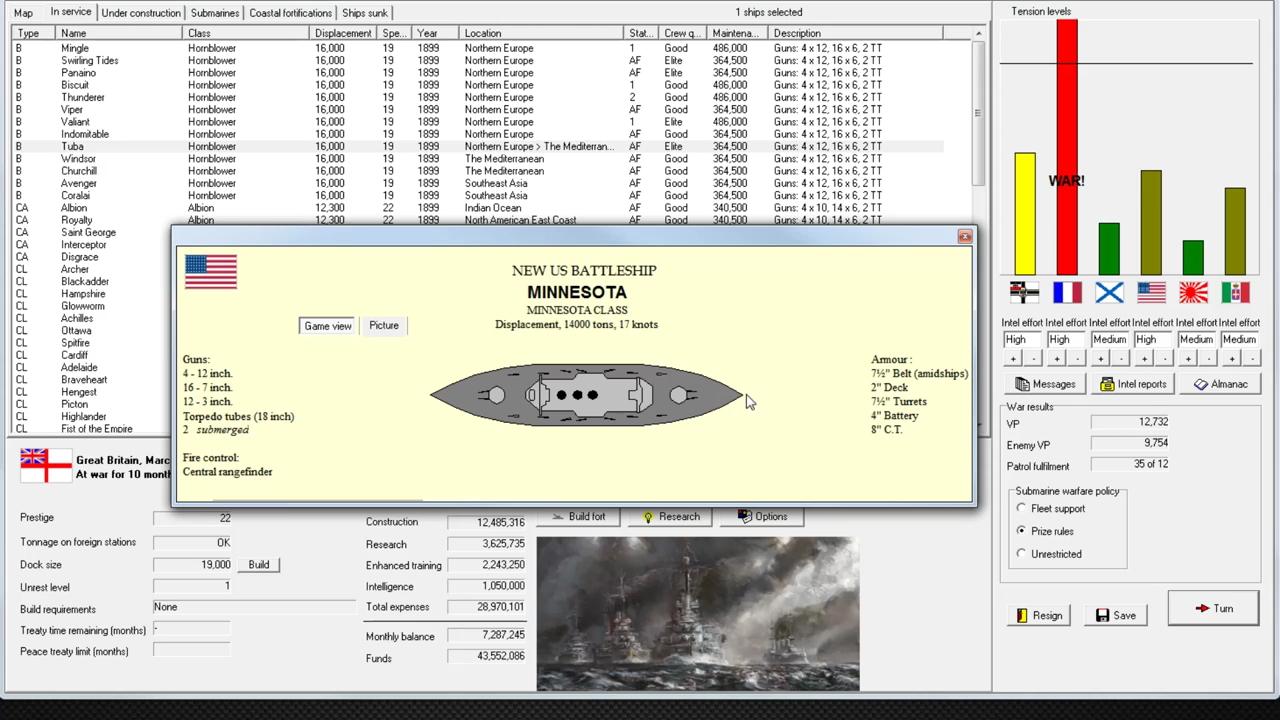 Map In service Under construction Submarines Coastal fortifications Ships sunk 1 ships selected
Type Name Class Displacement Spe... Year Location Stat... Crew q... Maintena... Description
B Mingle Hornblower 16,000 19 1899 Northern Europe 1 Good 486,000 Guns: 4 x 12, 16 x 6, 2 TT
B Swirling Tides Hornblower 16,000 19 1899 Northern Europe AF Elite 364,500 Guns: 4 x 12, 16 x 6, 2 TT
B Panaino Hornblower 16,000 19 1899 Northern Europe AF Elite 364,500 Guns: 4 x 12, 16 x 6, 2 TT
B Biscuit Hornblower 16,000 19 1899 Northern Europe 1 Good 486,000 Guns: 4 x 12, 16 x 6, 2 TT
B Thunderer Hornblower 16,000 19 1899 Northern Europe 2 Good 486,000 Guns: 4 x 12, 16 x 6, 2 TT
B Viper Hornblower 16,000 19 1899 Northern Europe AF Good 364,500 Guns: 4 x 12, 16 x 6, 2 TT
B Valiant Hornblower 16,000 19 1899 Northern Europe 1 Elite 486,000 Guns: 4 x 12, 16 x 6, 2 TT
B Indomitable Hornblower 16,000 19 1899 Northern Europe AF Good 364,500 Guns: 4 x 12, 16 x 6, 2 TT
B Tuba Hornblower 16,000 19 1899 Northern Europe > The Mediterran... AF Elite 364,500 Guns: 4 x 12, 16 x 6, 2 TT
B Windsor Hornblower 16,000 19 1899 The Mediterranean AF Good 364,500 Guns: 4 x 12, 16 x 6, 2 TT
B Churchill Hornblower 16,000 19 1899 The Mediterranean AF Good 364,500 Guns: 4 x 12, 16 x 6, 2 TT
B Avenger Hornblower 16,000 19 1899 Southeast Asia AF Good 364,500 Guns: 4 x 12, 16 x 6, 2 TT
B Coralai Hornblower 16,000 19 1899 Southeast Asia AF Good 364,500 Guns: 4 x 12, 16 x 6, 2 TT
CA Albion Albion 12,300 22 1899 Indian Ocean AF Good 340,500 Guns: 4 x 10, 14 x 6, 2 TT
CA Royalty Albion 12,300 22 1899 North American East Coast AF Good 340,500 Guns: 4 x 10, 14 x 6, 2 TT
CA Saint George
CA Interceptor
CA Disgrace
CL Archer
CL Blackadder
CL Hampshire
CL Glowworm
CL Achilles
CL Ottawa
CL Spitfire
CL Cardiff
CL Adelaide
CL Braveheart
CL Hengest
CL Picton
CL Highlander
CL Fist of the Empire
NEW US BATTLESHIP
MINNESOTA
MINNESOTA CLASS
Displacement, 14000 tons, 17 knots
Game view Picture
Guns:
4 - 12 inch.
16 - 7 inch.
12 - 3 inch.
Torpedo tubes (18 inch)
2 submerged
Fire control:
Central rangefinder
Armour :
7½" Belt (amidships)
2" Deck
7½" Turrets
4" Battery
8" C.T.
Great Britain, Marc
At war for 10 month
Prestige 22
Tonnage on foreign stations OK
Dock size 19,000 Build
Unrest level 1
Build requirements None
Treaty time remaining (months) -
Peace treaty limit (months)
Construction 12,485,316
Research 3,625,735
Enhanced training 2,243,250
Intelligence 1,050,000
Total expenses 28,970,101
Monthly balance 7,287,245
Funds 43,552,086
Build fort Research Options
Tension levels
WAR!
Intel effort Intel effort Intel effort Intel effort Intel effort Intel effort
High High Medium High Medium Medium
+ - + - + - + - + - + -
Messages Intel reports Almanac
War results
VP 12,732
Enemy VP 9,754
Patrol fulfilment 35 of 12
Submarine warfare policy
Fleet support
Prize rules
Unrestricted
Resign Save Turn